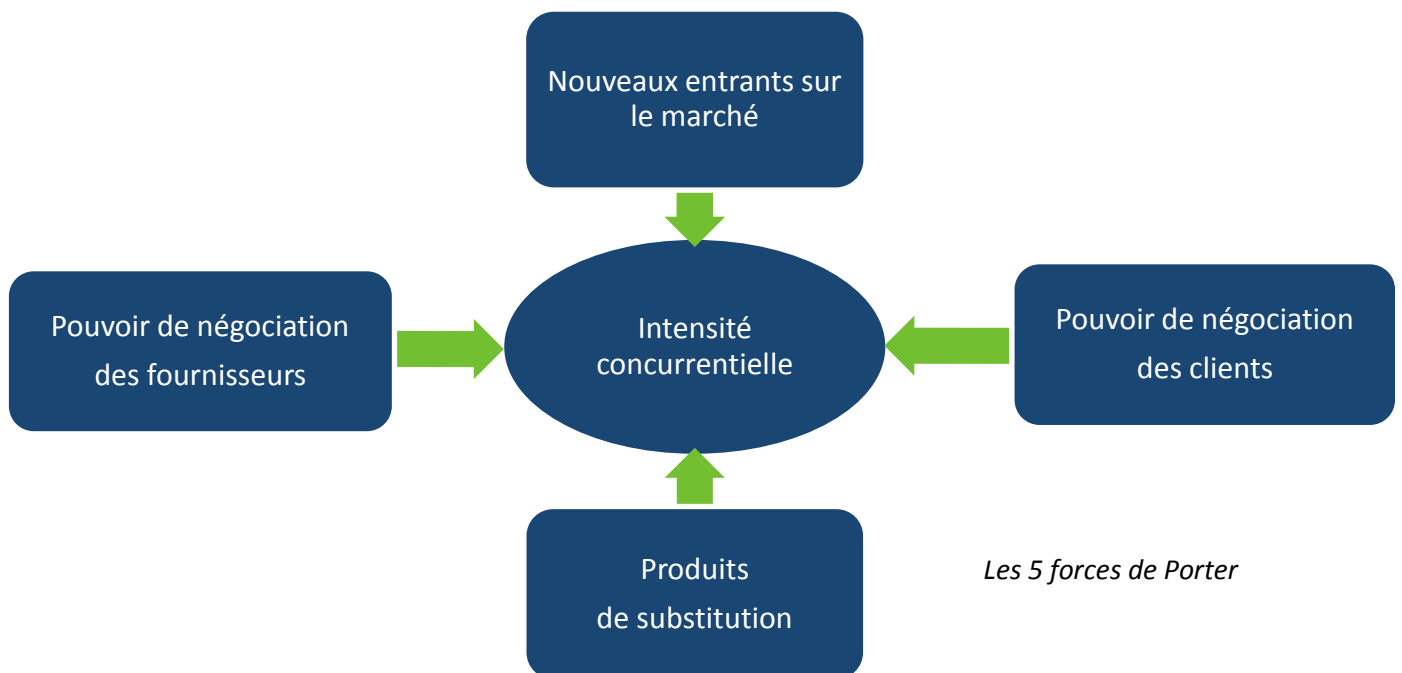 Nouveaux entrants sur
le marché
Pouvoir de négociation
des fournisseurs
Intensité
concurrentielle
Pouvoir de négociation
des clients
Produits
de substitution
Les 5 forces de Porter